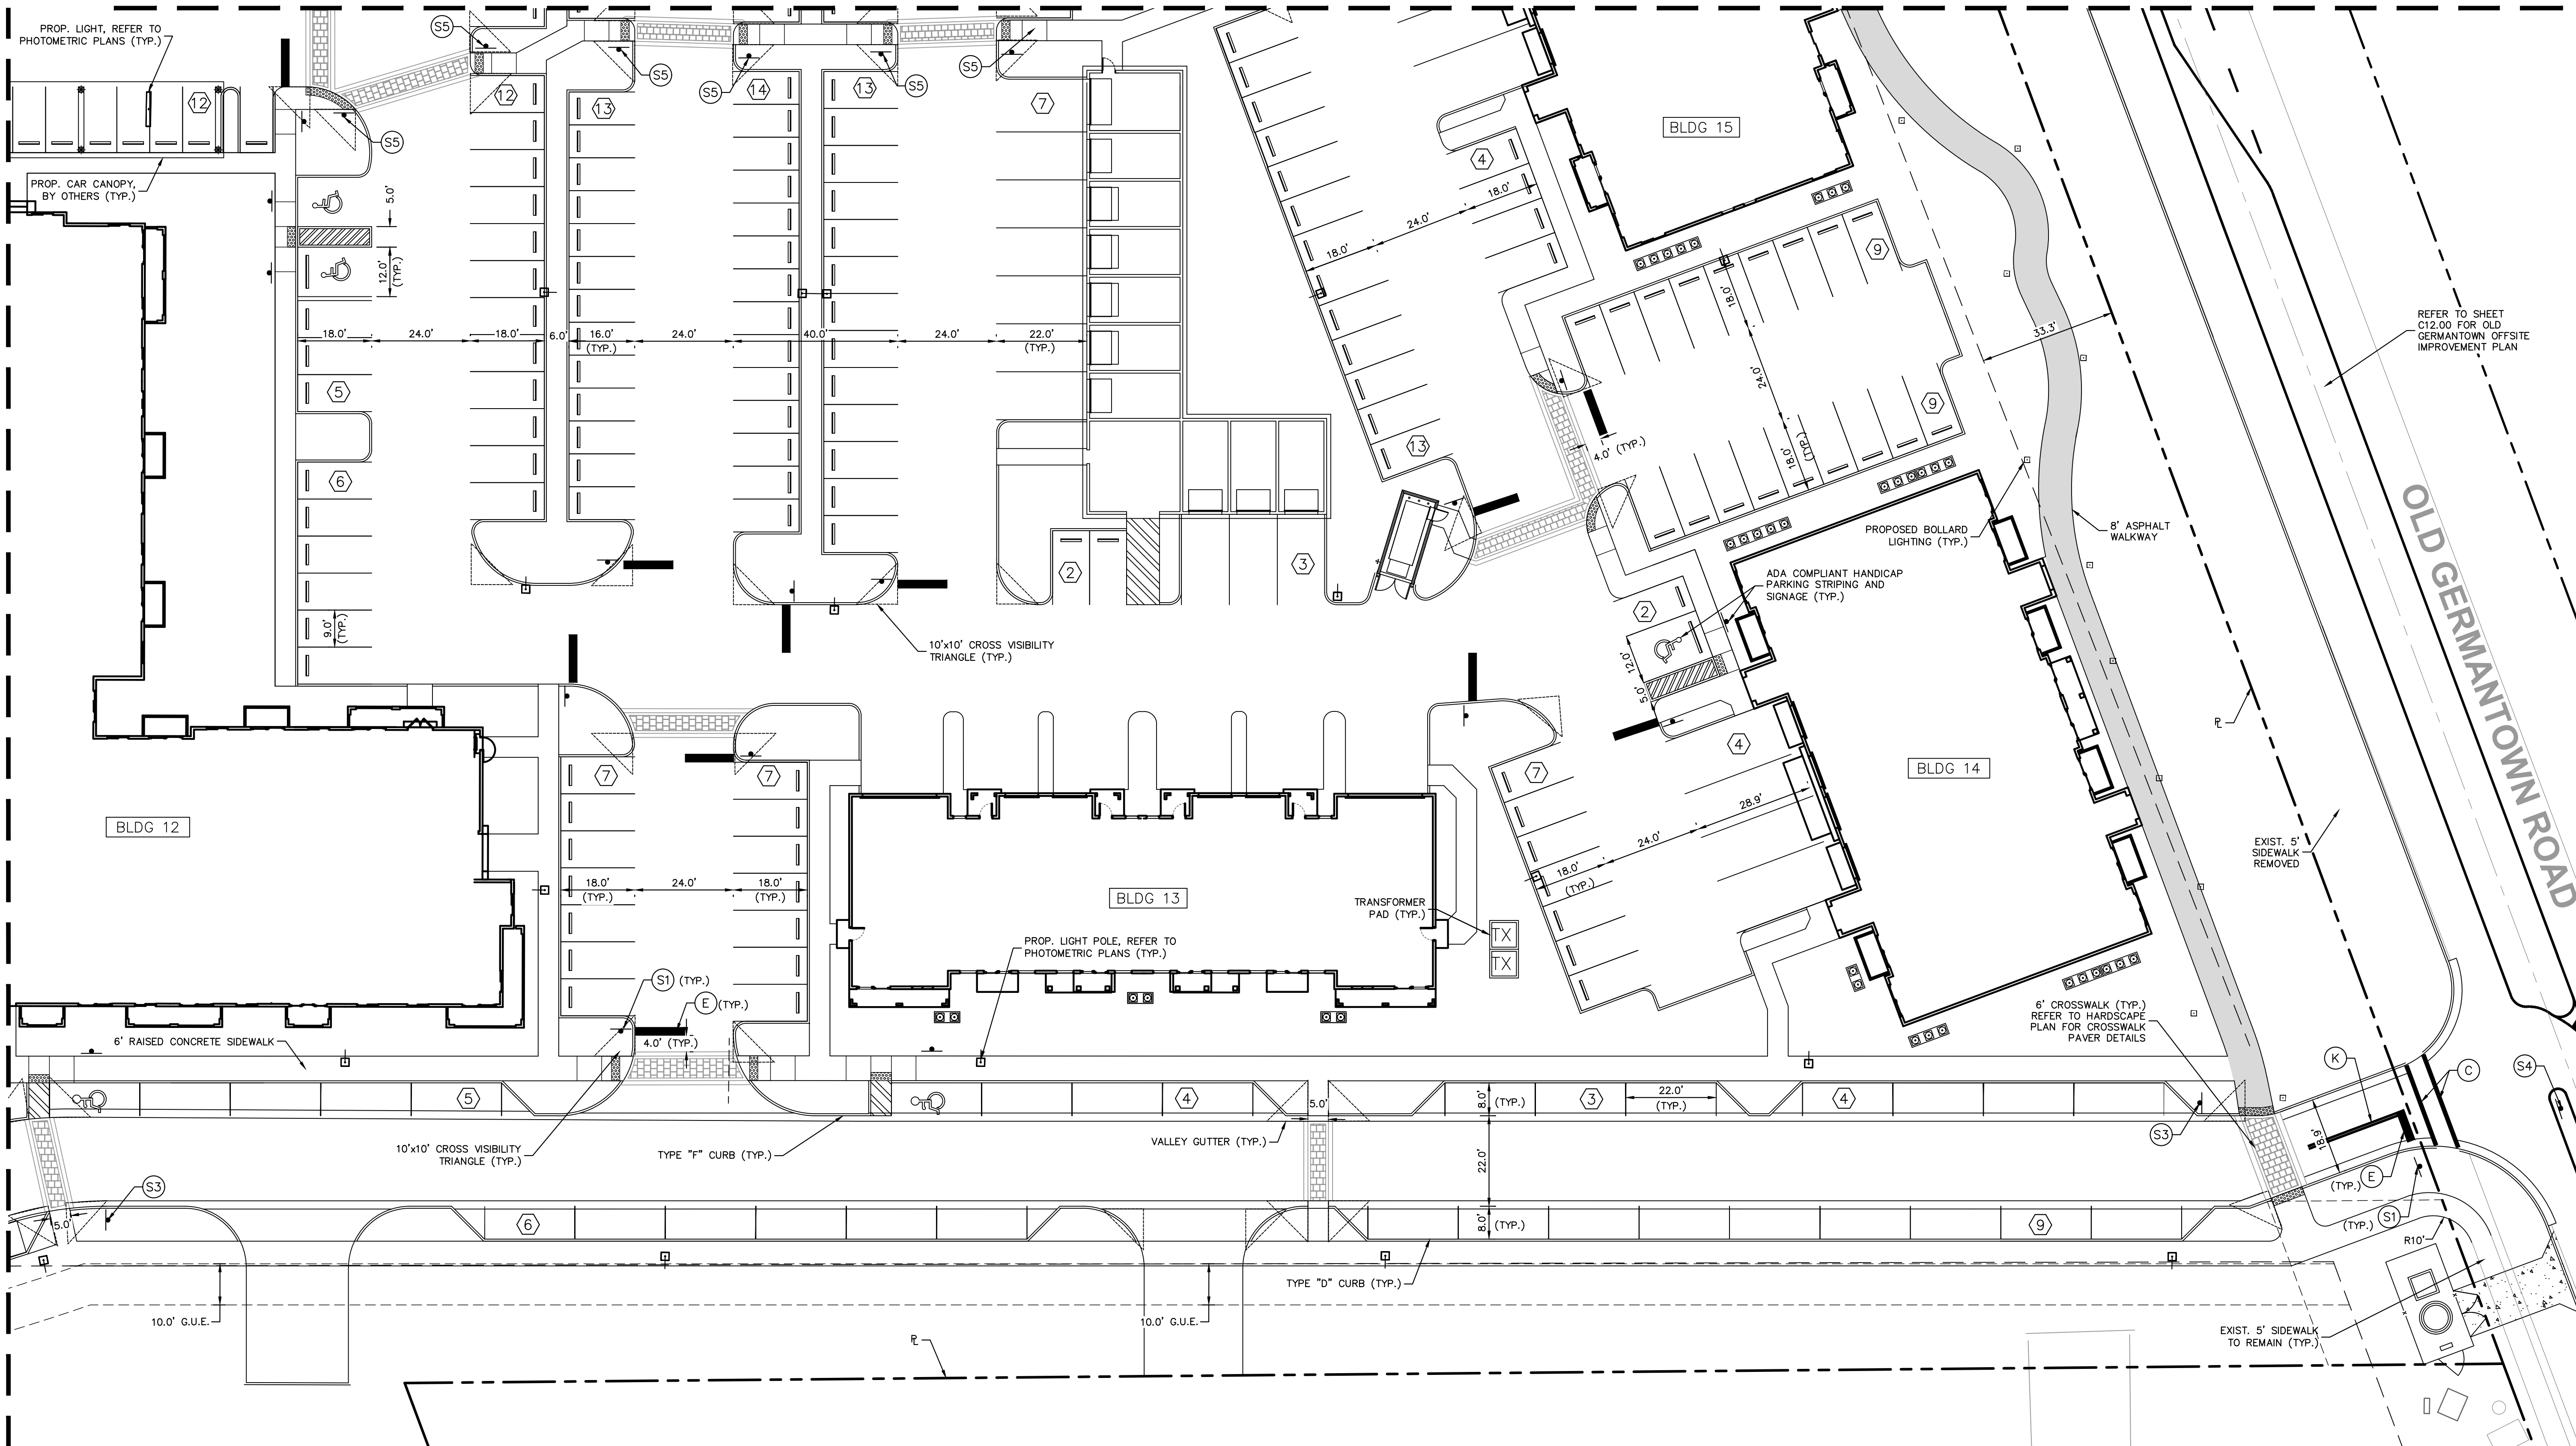 PROP. LIGHT, REFER TO
PHOTOMETRIC PLANS (TYP.)
S5
S5
S5
S5
S5
S5
12
12
13
14
13
7
PROP. CAR CANOPY,
BY OTHERS (TYP.)
5.0'
12.0'
(TYP.)
18.0'
24.0'
18.0'
6.0'
16.0'
(TYP.)
24.0'
40.0'
24.0'
22.0'
(TYP.)
5
6
9.0'
(TYP.)
2
3
BLDG 15
4
18.0'
24.0'
18.0'
13
9
18.0'
24.0'
18.0'
(TYP.)
9
4.0' (TYP.)
33.3'
REFER TO SHEET
C12.00 FOR OLD
GERMANTOWN OFFSITE
IMPROVEMENT PLAN
OLD GERMANTOWN ROAD
PROPOSED BOLLARD
LIGHTING (TYP.)
8' ASPHALT
WALKWAY
ADA COMPLIANT HANDICAP
PARKING STRIPING AND
SIGNAGE (TYP.)
2
12.0'
5.0'
10'x10' CROSS VISIBILITY
TRIANGLE (TYP.)
PL
BLDG 12
7
7
18.0'
(TYP.)
24.0'
18.0'
(TYP.)
BLDG 13
7
4
28.9'
24.0'
18.0'
(TYP.)
BLDG 14
EXIST. 5'
SIDEWALK
REMOVED
TRANSFORMER
PAD (TYP.)
TX
TX
PROP. LIGHT POLE, REFER TO
PHOTOMETRIC PLANS (TYP.)
S1 (TYP.)
E (TYP.)
4.0' (TYP.)
6' RAISED CONCRETE SIDEWALK
6' CROSSWALK (TYP.)
REFER TO HARDSCAPE
PLAN FOR CROSSWALK
PAVER DETAILS
K
C
S4
5
4
5.0'
8.0'
(TYP.)
3
22.0'
(TYP.)
4
S3
18.9'
(TYP.)
E
S1
(TYP.)
R10'
10'x10' CROSS VISIBILITY
TRIANGLE (TYP.)
TYPE "F" CURB (TYP.)
VALLEY GUTTER (TYP.)
22.0'
S3
5.0'
6
8.0'
(TYP.)
9
TYPE "D" CURB (TYP.)
10.0' G.U.E.
10.0' G.U.E.
PL
EXIST. 5' SIDEWALK
TO REMAIN (TYP.)